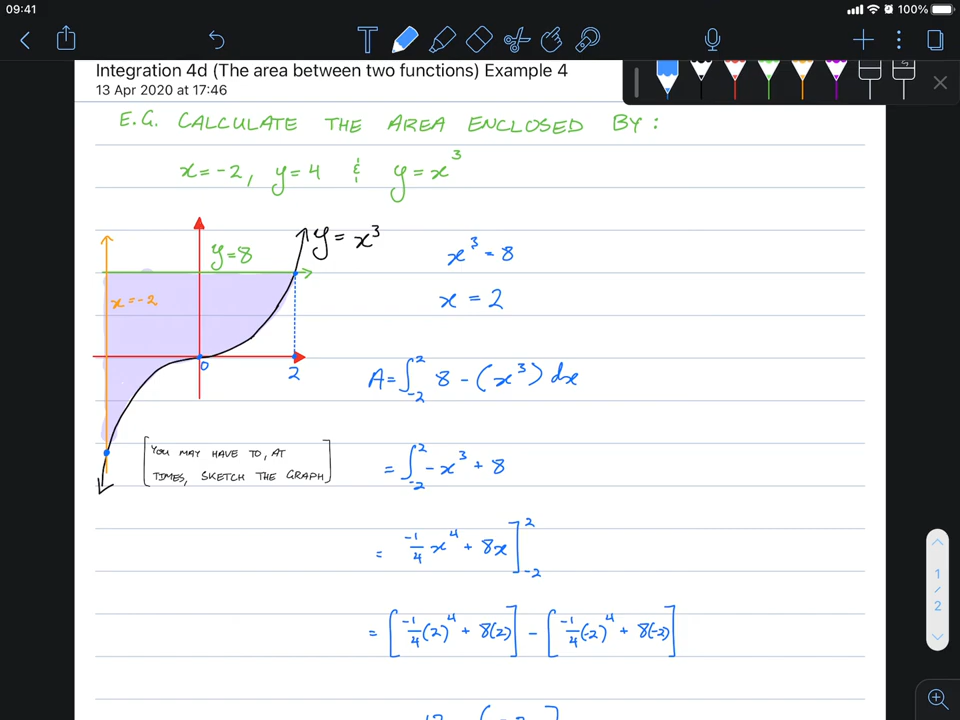 09:41
100%
Integration 4d (The area between two functions) Example 4
13 Apr 2020 at 17:46
E.G. CALCULATE THE AREA ENCLOSED BY:
x=-2, y=4 & y=x³
y=8
y=x³
x=-2
0
2
[YOU MAY HAVE TO, AT
TIMES, SKETCH THE GRAPH]
x³=8
x=2
A=∫₋₂² 8-(x³)dx
=∫₋₂² -x³+8
= -1/4 x⁴+8x]₋₂²
=[-1/4(2)⁴+8(2)]-[-1/4(-2)⁴+8(-2)]
1
/
2